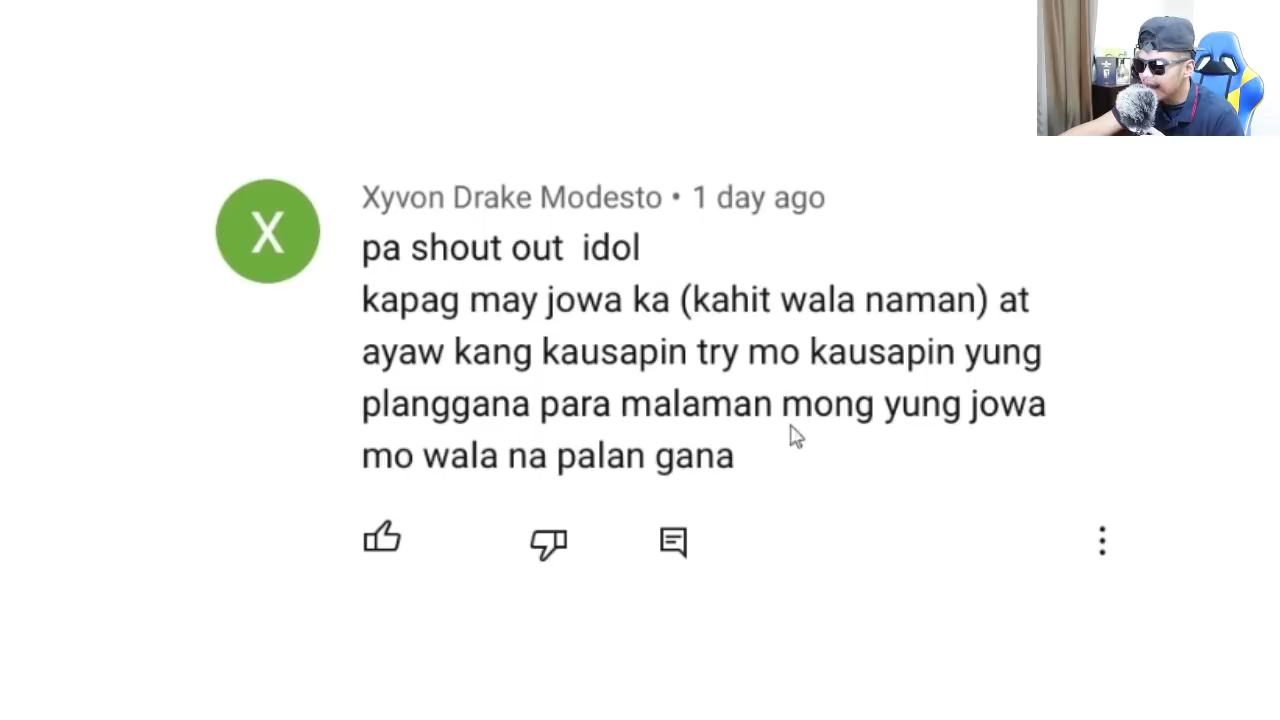 X
Xyvon Drake Modesto • 1 day ago
pa shout out idol
kapag may jowa ka (kahit wala naman) at
ayaw kang kausapin try mo kausapin yung
planggana para malaman mong yung jowa
mo wala na palan gana